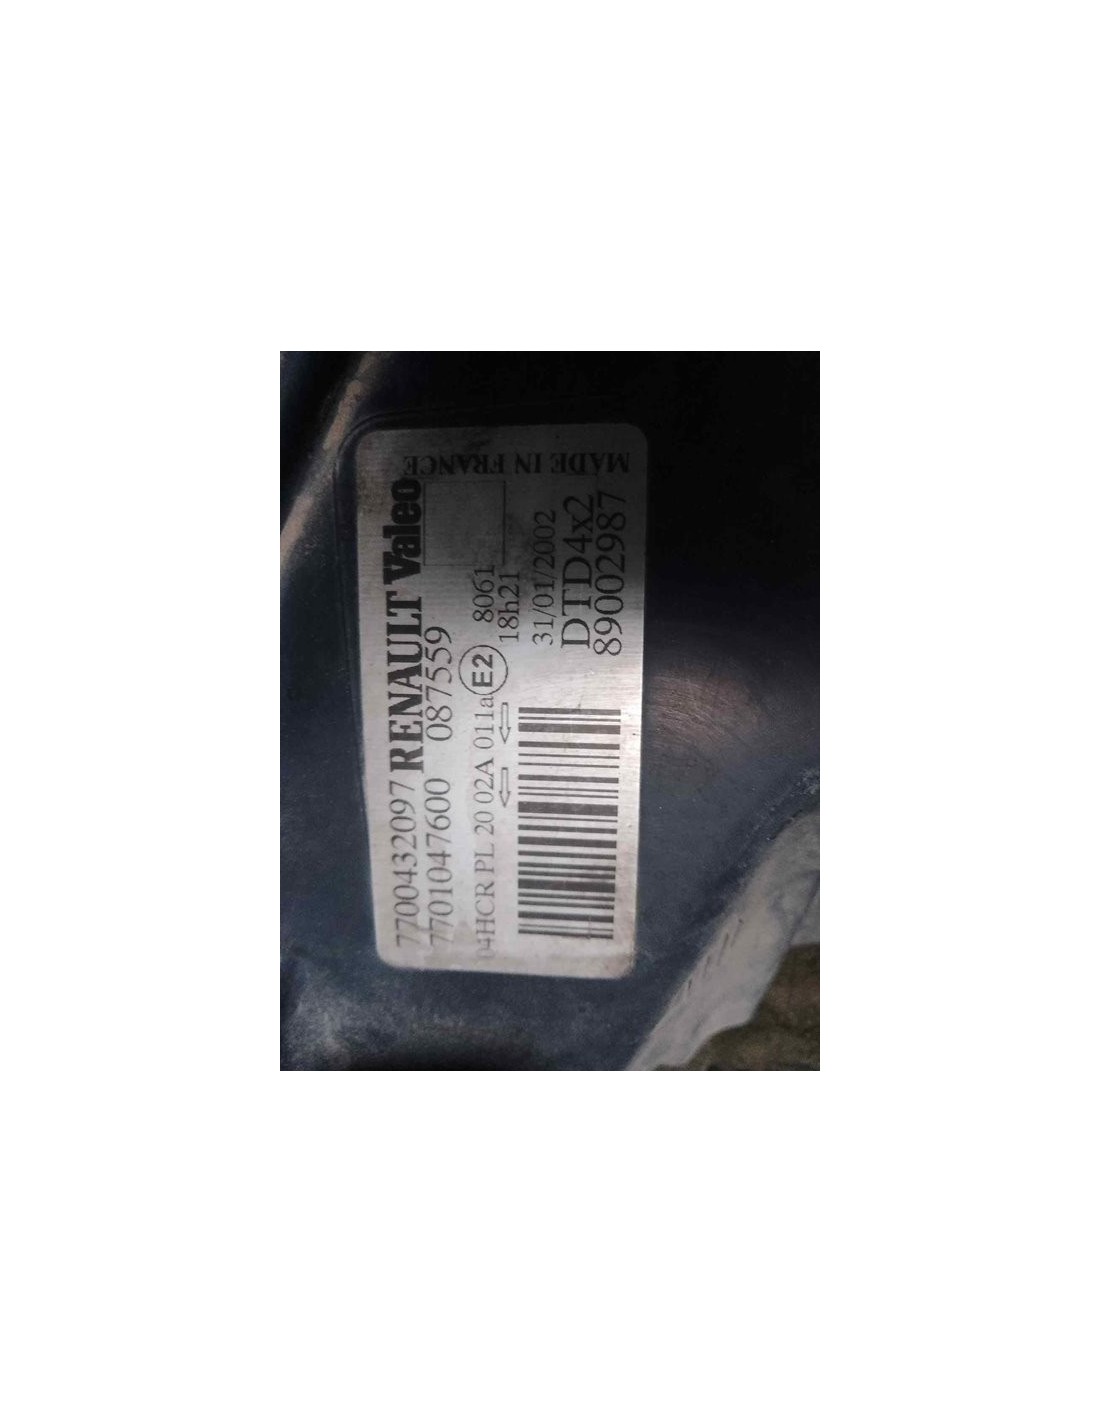 7700432097 RENAULT Valeo
7701047600 087559
04HCR PL 20 02A 011a E2 8061
18h21
31/01/2002
DTD4x2
89002987
MADE IN FRANCE